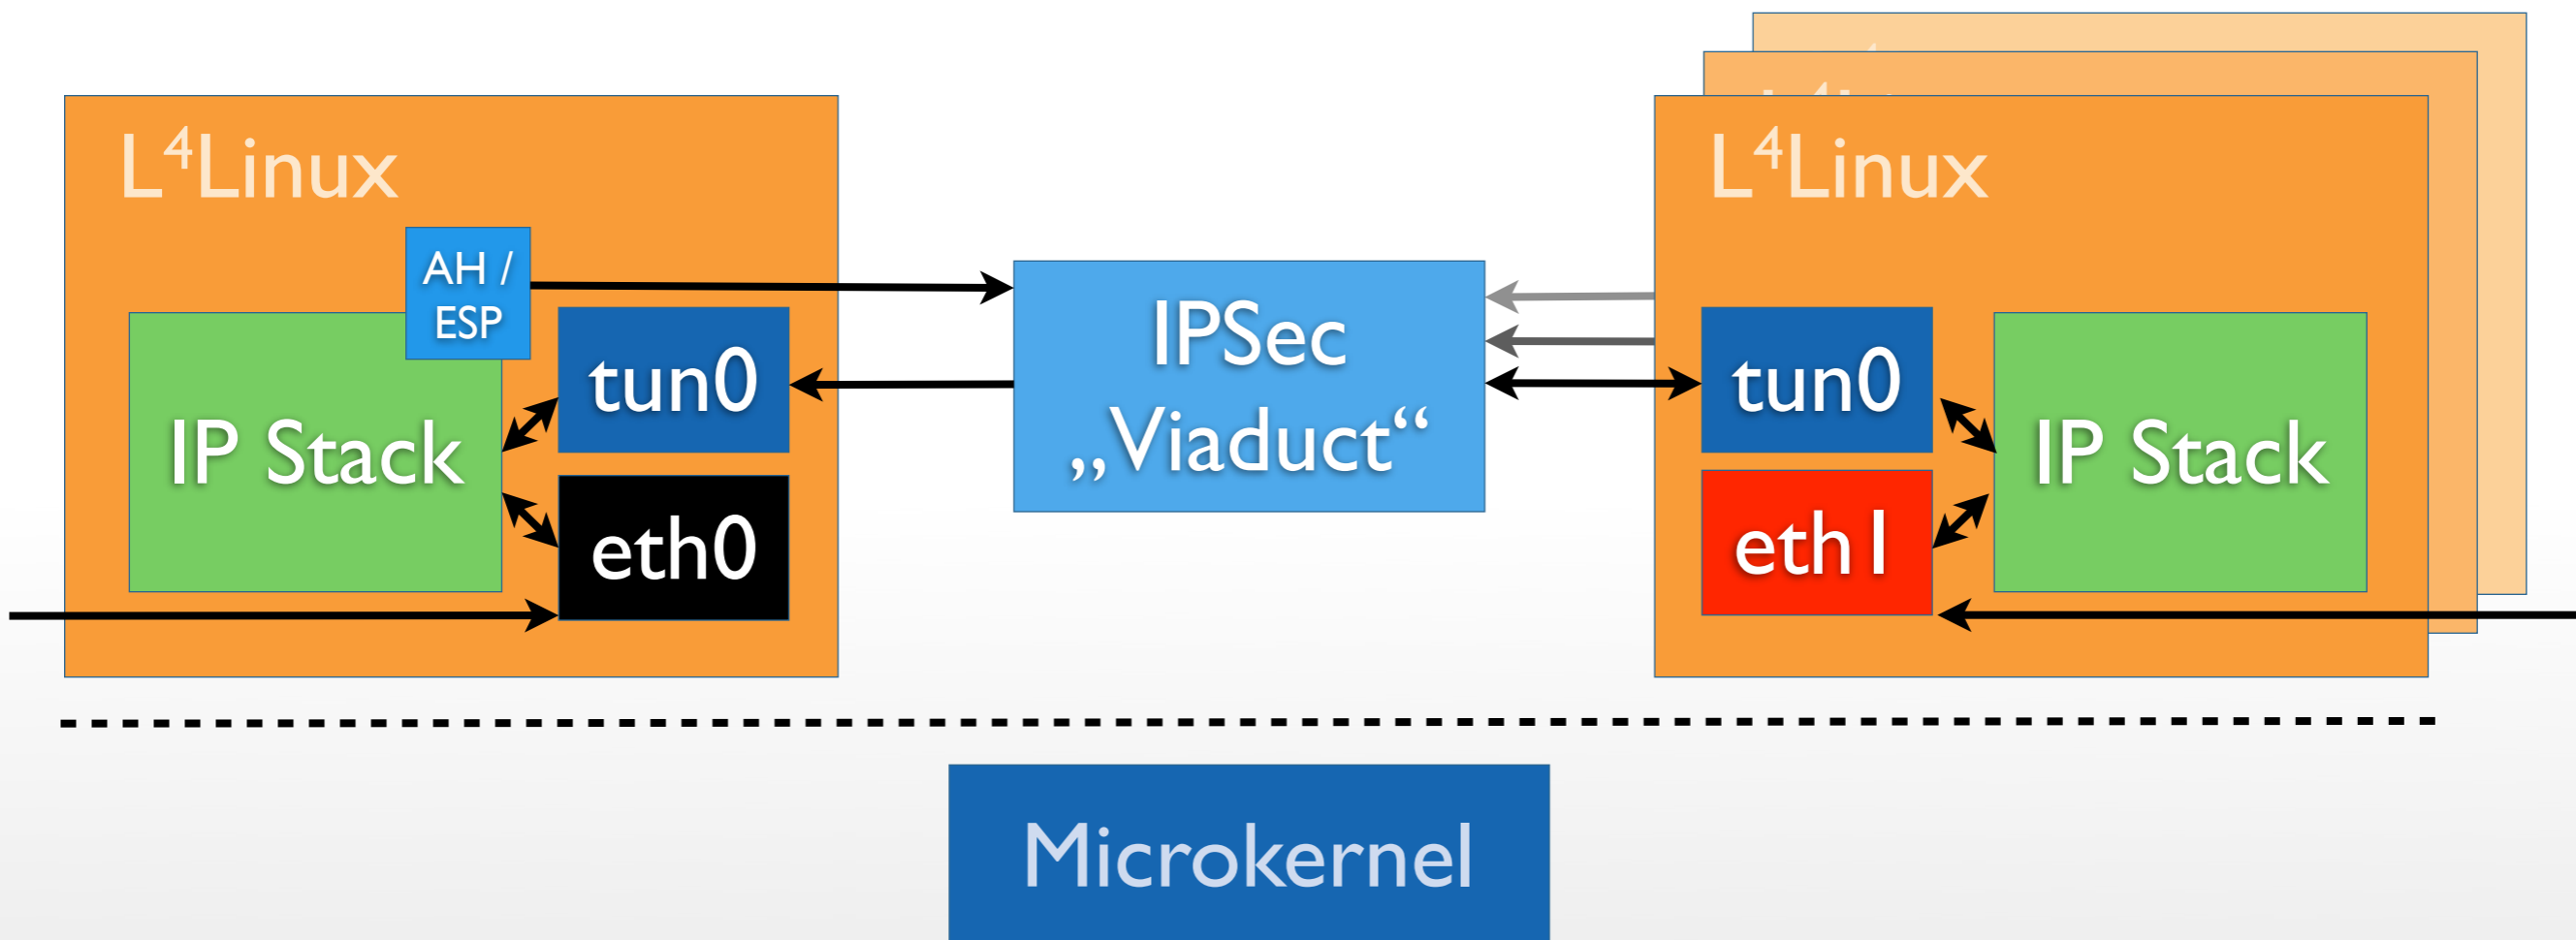 L⁴Linux
AH /
ESP
IP Stack
tun0
eth0
IPSec
„Viaduct“
L⁴Linux
tun0
eth1
IP Stack
Microkernel